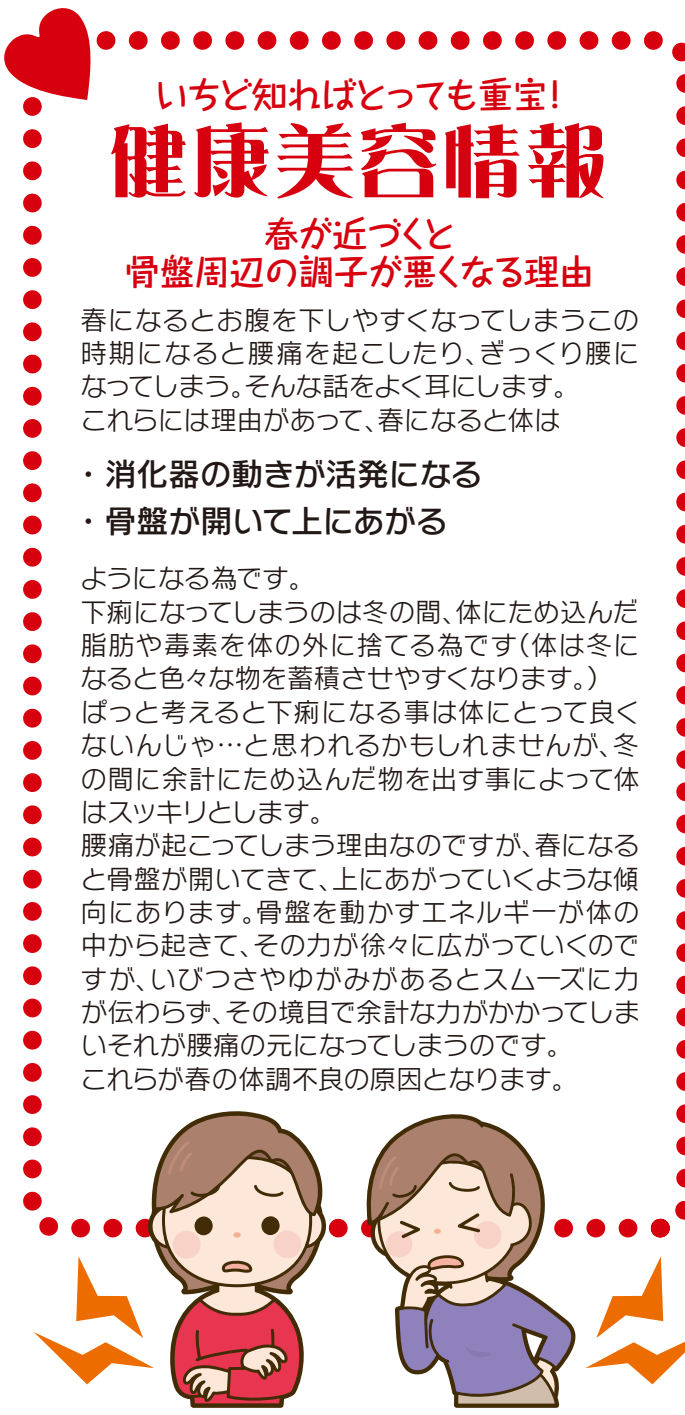 いちど知ればとっても重宝!
健康美容情報
春が近づくと
骨盤周辺の調子が悪くなる理由
春になるとお腹を下しやすくなってしまうこの
時期になると腰痛を起こしたり、ぎっくり腰に
なってしまう。そんな話をよく耳にします。
これらには理由があって、春になると体は
・消化器の動きが活発になる
・骨盤が開いて上にあがる
ようになる為です。
下痢になってしまうのは冬の間、体にため込んだ
脂肪や毒素を体の外に捨てる為です(体は冬に
なると色々な物を蓄積させやすくなります。)
ぱっと考えると下痢になる事は体にとって良く
ないんじゃ…と思われるかもしれませんが、冬
の間に余計にため込んだ物を出す事によって体
はスッキリとします。
腰痛が起こってしまう理由なのですが、春になる
と骨盤が開いてきて、上にあがっていくような傾
向にあります。骨盤を動かすエネルギーが体の
中から起きて、その力が徐々に広がっていくので
すが、いびつさやゆがみがあるとスムーズに力
が伝わらず、その境目で余計な力がかかってしま
いそれが腰痛の元になってしまうのです。
これらが春の体調不良の原因となります。